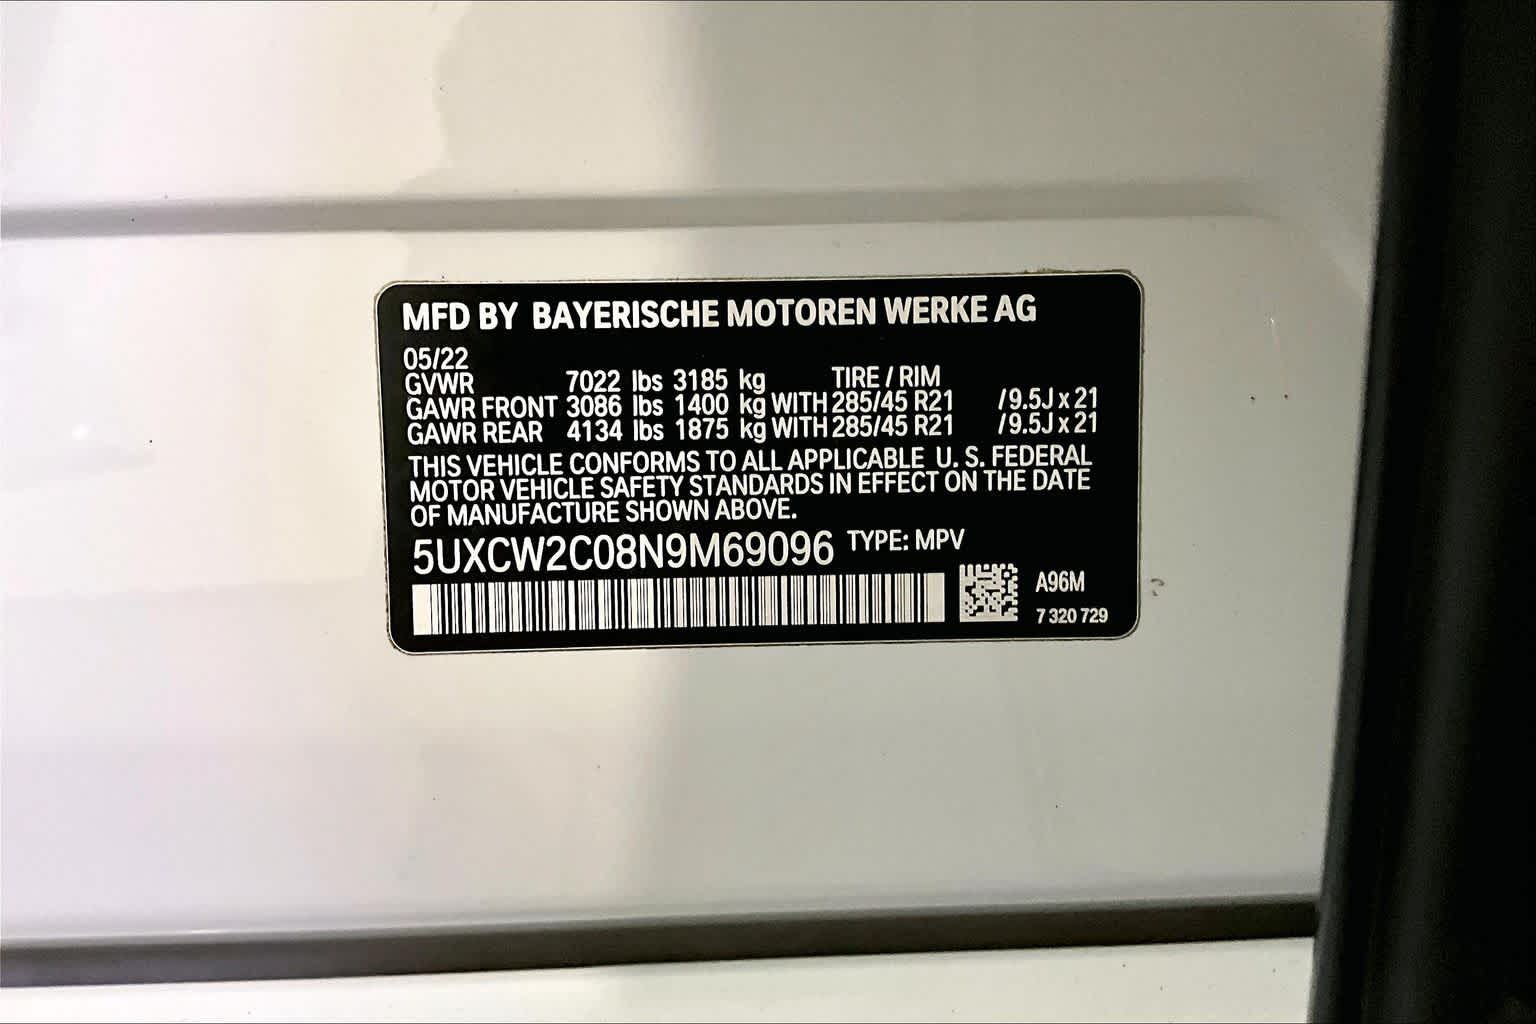 MFD BY BAYERISCHE MOTOREN WERKE AG
05/22
GVWR 7022 lbs 3185 kg TIRE / RIM
GAWR FRONT 3086 lbs 1400 kg WITH 285/45 R21 /9.5J x 21
GAWR REAR 4134 lbs 1875 kg WITH 285/45 R21 /9.5J x 21
THIS VEHICLE CONFORMS TO ALL APPLICABLE U. S. FEDERAL
MOTOR VEHICLE SAFETY STANDARDS IN EFFECT ON THE DATE
OF MANUFACTURE SHOWN ABOVE.
5UXCW2C08N9M69096 TYPE: MPV
A96M
7 320 729